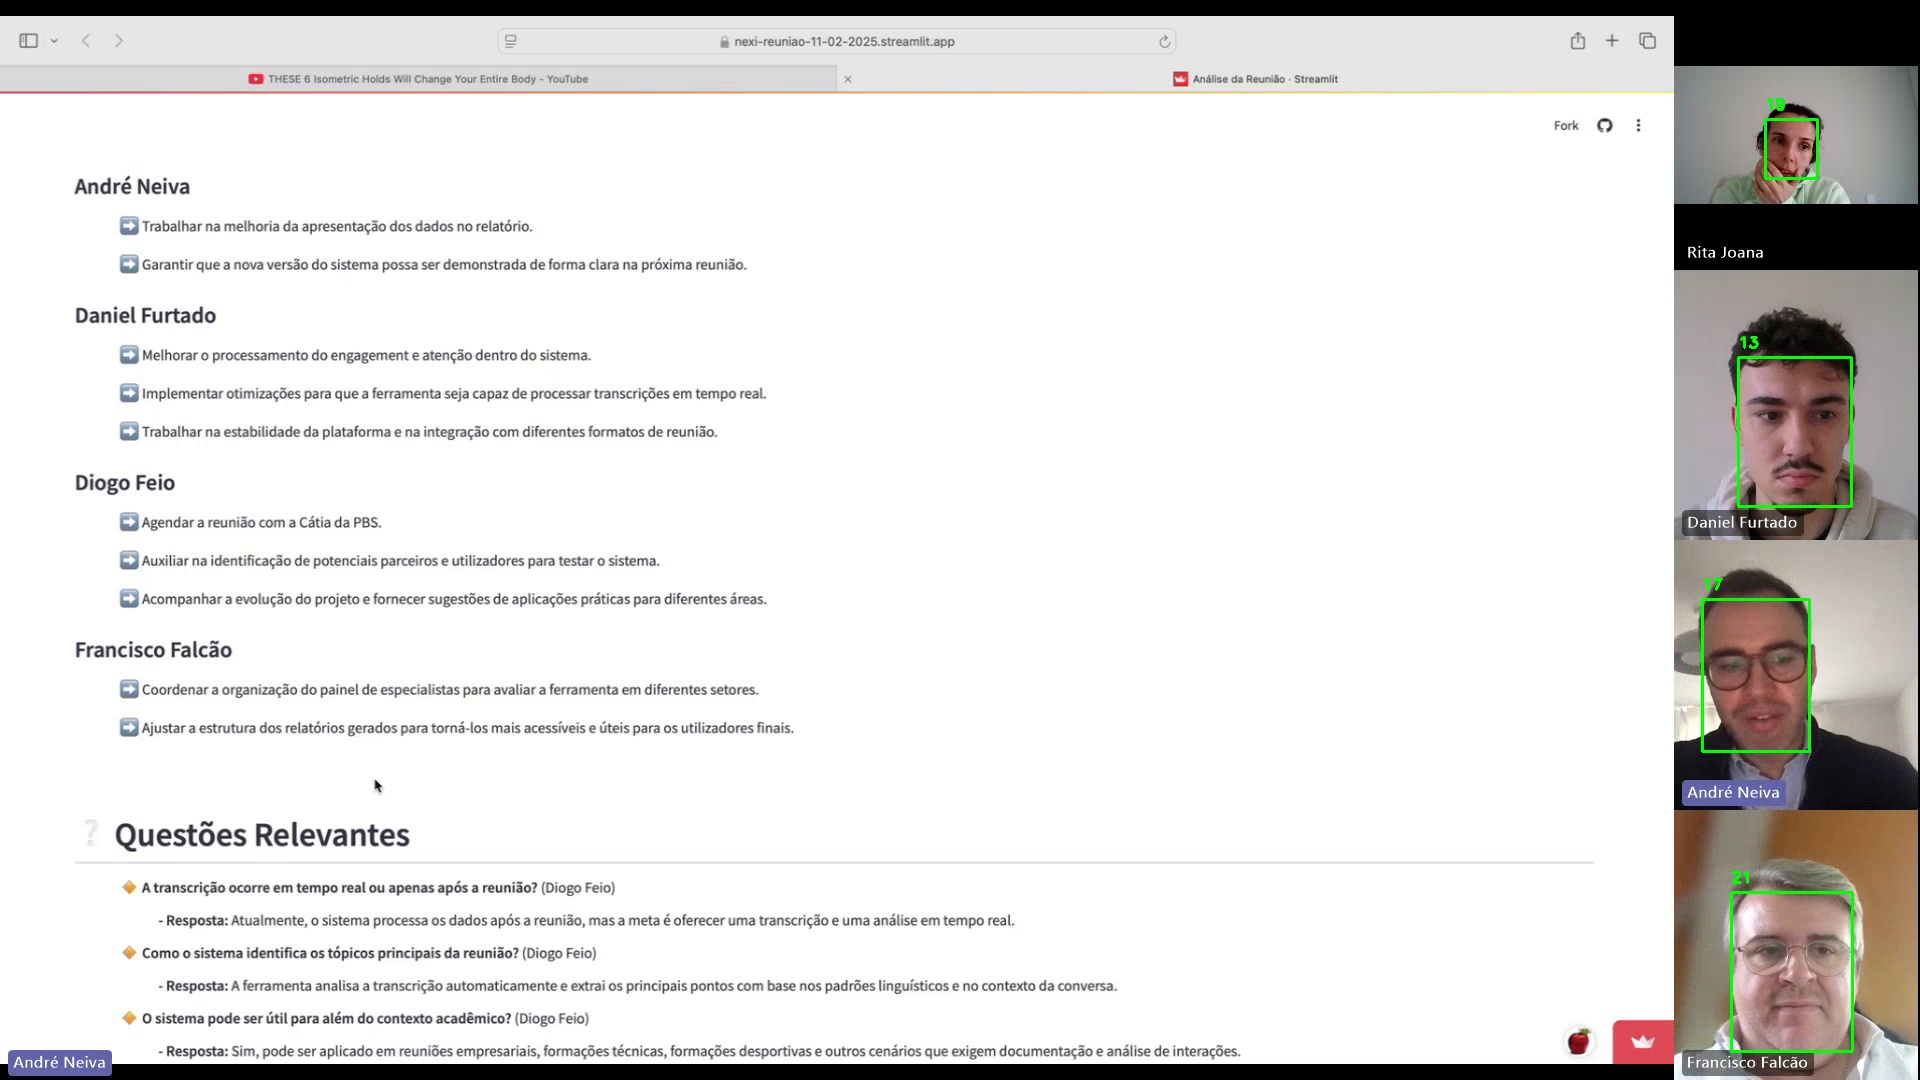 nexi-reuniao-11-02-2025.streamlit.app
THESE 6 Isometric Holds Will Change Your Entire Body - YouTube
Análise da Reunião · Streamlit
Fork
André Neiva
Trabalhar na melhoria da apresentação dos dados no relatório.
Garantir que a nova versão do sistema possa ser demonstrada de forma clara na próxima reunião.
Daniel Furtado
Melhorar o processamento do engagement e atenção dentro do sistema.
Implementar otimizações para que a ferramenta seja capaz de processar transcrições em tempo real.
Trabalhar na estabilidade da plataforma e na integração com diferentes formatos de reunião.
Diogo Feio
Agendar a reunião com a Cátia da PBS.
Auxiliar na identificação de potenciais parceiros e utilizadores para testar o sistema.
Acompanhar a evolução do projeto e fornecer sugestões de aplicações práticas para diferentes áreas.
Francisco Falcão
Coordenar a organização do painel de especialistas para avaliar a ferramenta em diferentes setores.
Ajustar a estrutura dos relatórios gerados para torná-los mais acessíveis e úteis para os utilizadores finais.
❔ Questões Relevantes
A transcrição ocorre em tempo real ou apenas após a reunião? (Diogo Feio)
- Resposta: Atualmente, o sistema processa os dados após a reunião, mas a meta é oferecer uma transcrição e uma análise em tempo real.
Como o sistema identifica os tópicos principais da reunião? (Diogo Feio)
- Resposta: A ferramenta analisa a transcrição automaticamente e extrai os principais pontos com base nos padrões linguísticos e no contexto da conversa.
O sistema pode ser útil para além do contexto acadêmico? (Diogo Feio)
- Resposta: Sim, pode ser aplicado em reuniões empresariais, formações técnicas, formações desportivas e outros cenários que exigem documentação e análise de interações.
André Neiva
Rita Joana
13
Daniel Furtado
17
André Neiva
21
Francisco Falcão